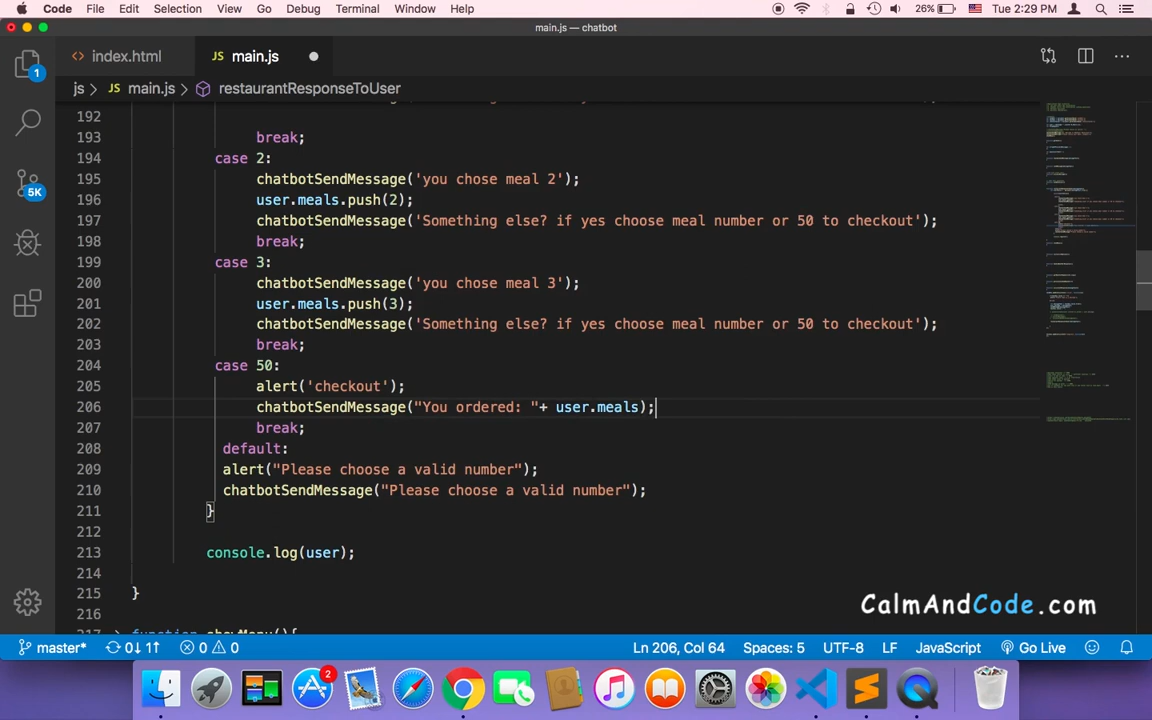 Code File Edit Selection View Go Debug Terminal Window Help 26% Tue 2:29 PM
main.js — chatbot
index.html JS main.js
js > JS main.js > restaurantResponseToUser
192
193 break;
194 case 2:
195 chatbotSendMessage('you chose meal 2');
196 user.meals.push(2);
197 chatbotSendMessage('Something else? if yes choose meal number or 50 to checkout');
198 break;
199 case 3:
200 chatbotSendMessage('you chose meal 3');
201 user.meals.push(3);
202 chatbotSendMessage('Something else? if yes choose meal number or 50 to checkout');
203 break;
204 case 50:
205 alert('checkout');
206 chatbotSendMessage("You ordered: "+ user.meals);
207 break;
208 default:
209 alert("Please choose a valid number");
210 chatbotSendMessage("Please choose a valid number");
211 }
212
213 console.log(user);
214
215 }
216
217 function showMenu(){
1
5K
CalmAndCode.com
master* 0↓ 1↑ 0 0 Ln 206, Col 64 Spaces: 5 UTF-8 LF JavaScript Go Live
2